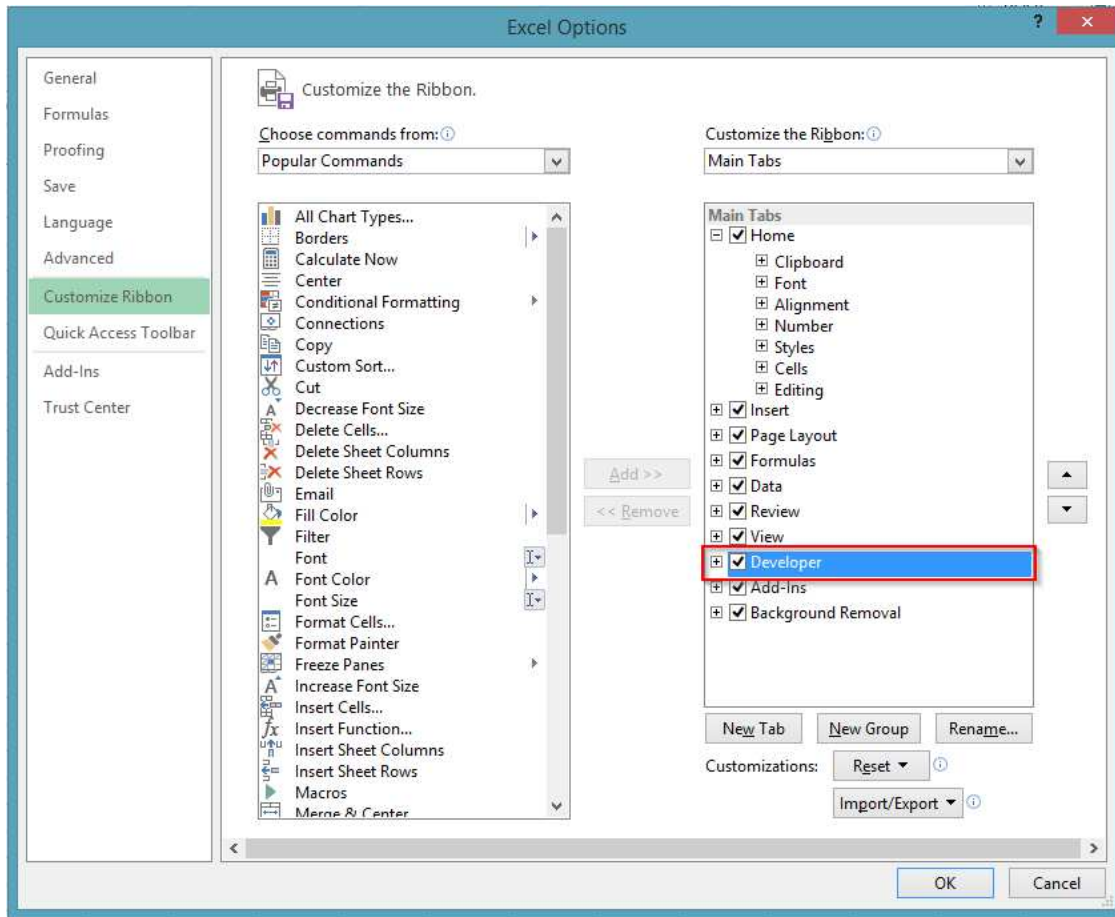 Excel Options
?
General
Formulas
Proofing
Save
Language
Advanced
Customize Ribbon
Quick Access Toolbar
Add-Ins
Trust Center
Customize the Ribbon.
Choose commands from:
Popular Commands
All Chart Types...
Borders
Calculate Now
Center
Conditional Formatting
Connections
Copy
Custom Sort...
Cut
Decrease Font Size
Delete Cells...
Delete Sheet Columns
Delete Sheet Rows
Email
Fill Color
Filter
Font
Font Color
Font Size
Format Cells...
Format Painter
Freeze Panes
Increase Font Size
Insert Cells...
Insert Function...
Insert Sheet Columns
Insert Sheet Rows
Macros
Merge & Center
Add >>
<< Remove
Customize the Ribbon:
Main Tabs
Main Tabs
Home
Clipboard
Font
Alignment
Number
Styles
Cells
Editing
Insert
Page Layout
Formulas
Data
Review
View
Developer
Add-Ins
Background Removal
New Tab
New Group
Rename...
Customizations:
Reset
Import/Export
OK
Cancel